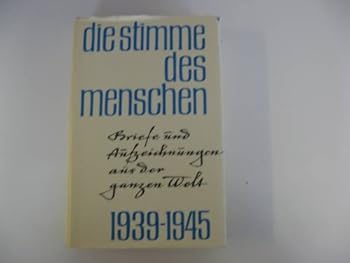 die stimme
des
menschen
Briefe und
Aufzeichnungen
aus der
ganzen Welt
1939-1945